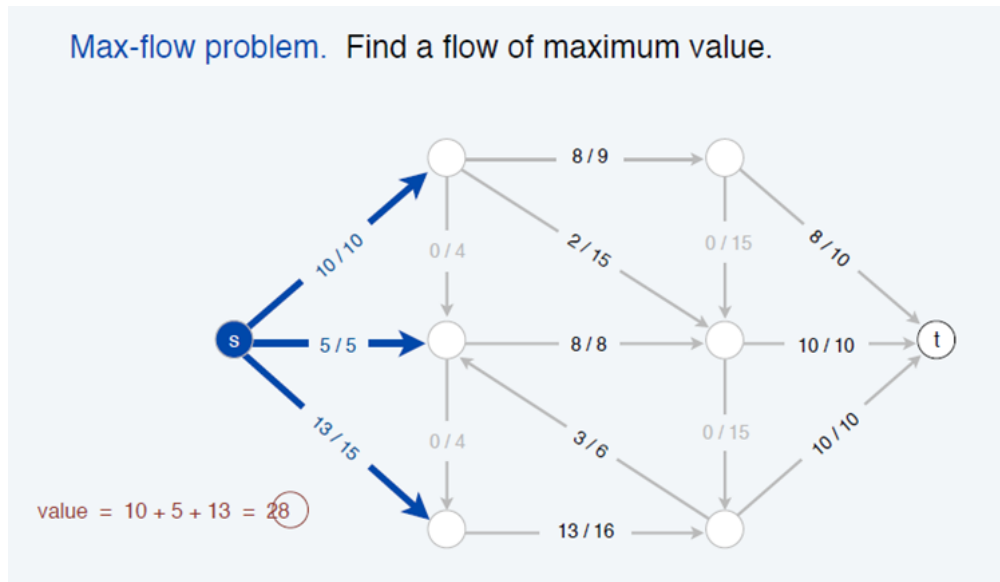 Max-flow problem. Find a flow of maximum value.
8 / 9
10 / 10
0 / 4
2 / 15
0 / 15
8 / 10
s
5 / 5
8 / 8
10 / 10
t
13 / 15
0 / 4
3 / 6
0 / 15
10 / 10
value = 10 + 5 + 13 = 28
13 / 16